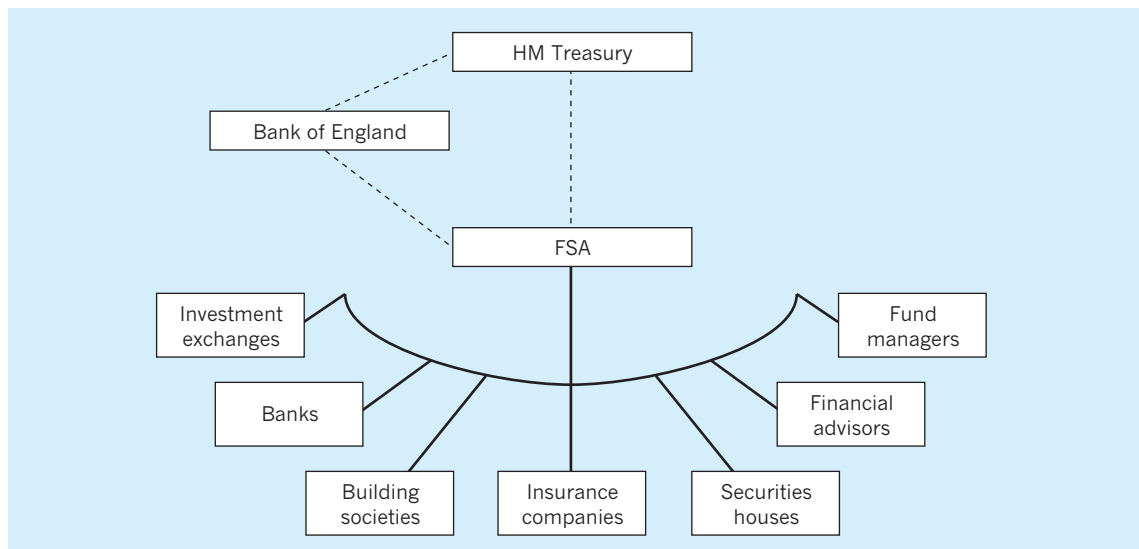 HM Treasury
Bank of England
FSA
Investment
exchanges
Fund
managers
Banks
Financial
advisors
Building
societies
Insurance
companies
Securities
houses